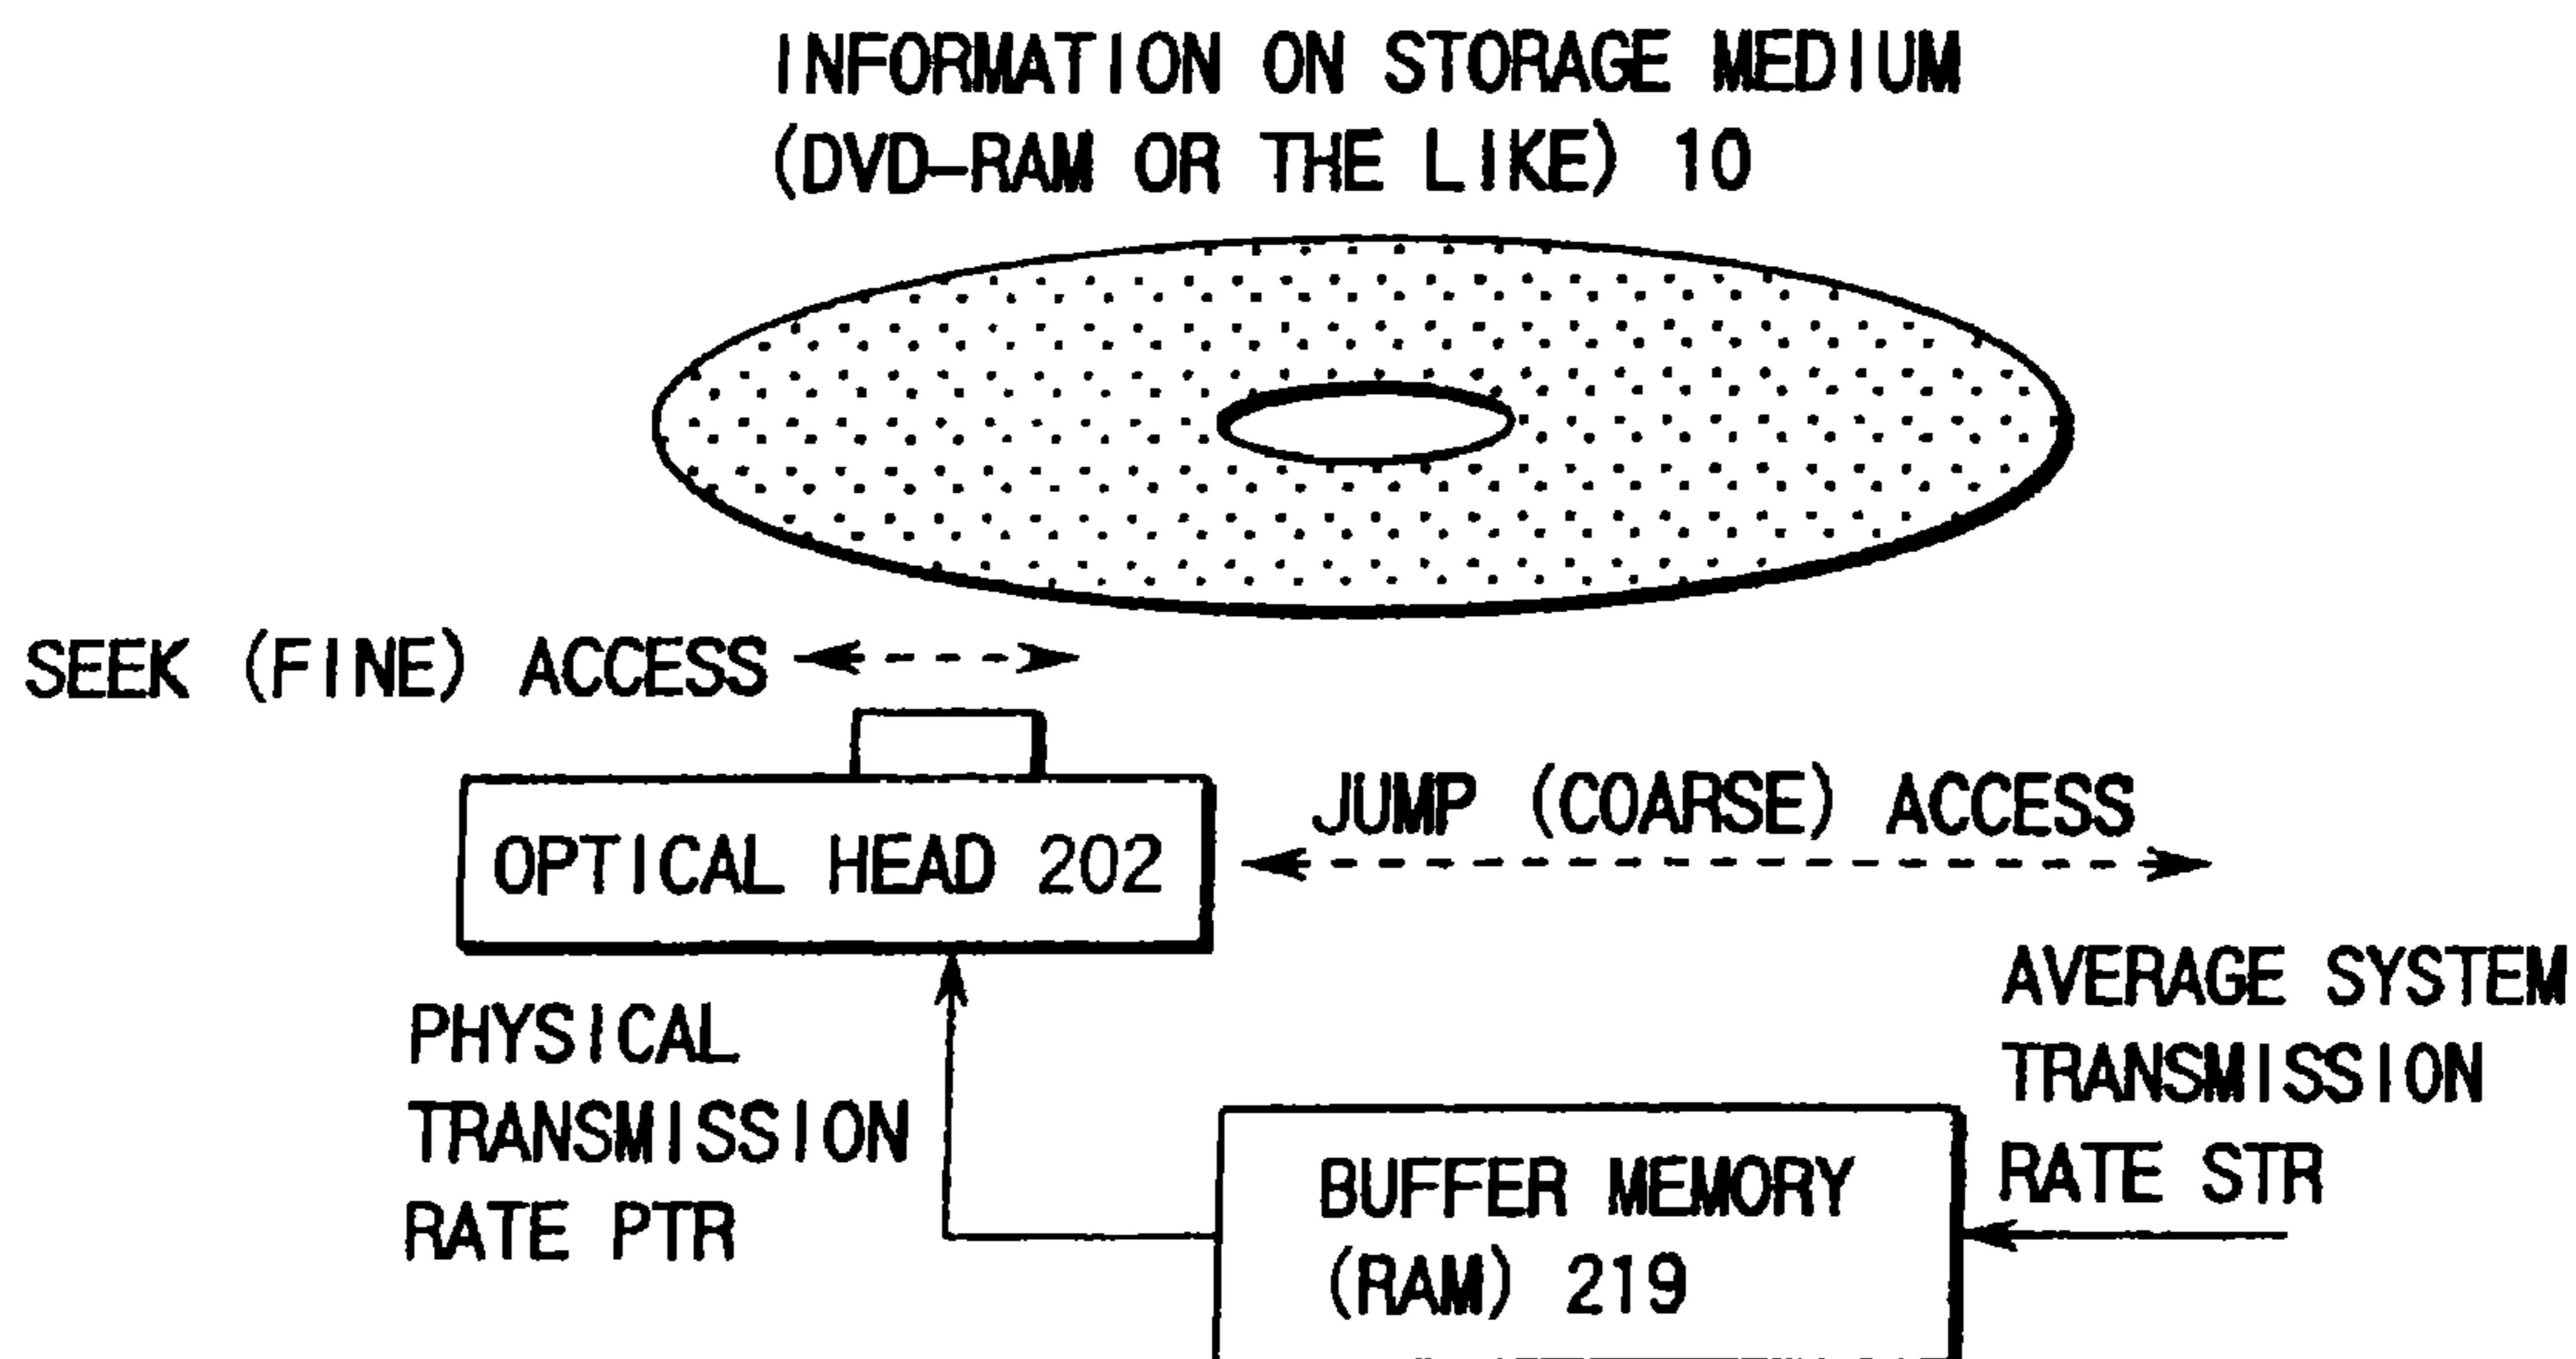 INFORMATION ON STORAGE MEDIUM
(DVD-RAM OR THE LIKE) 10
SEEK (FINE) ACCESS
JUMP (COARSE) ACCESS
OPTICAL HEAD 202
PHYSICAL
TRANSMISSION
RATE PTR
AVERAGE SYSTEM
TRANSMISSION
RATE STR
BUFFER MEMORY
(RAM) 219